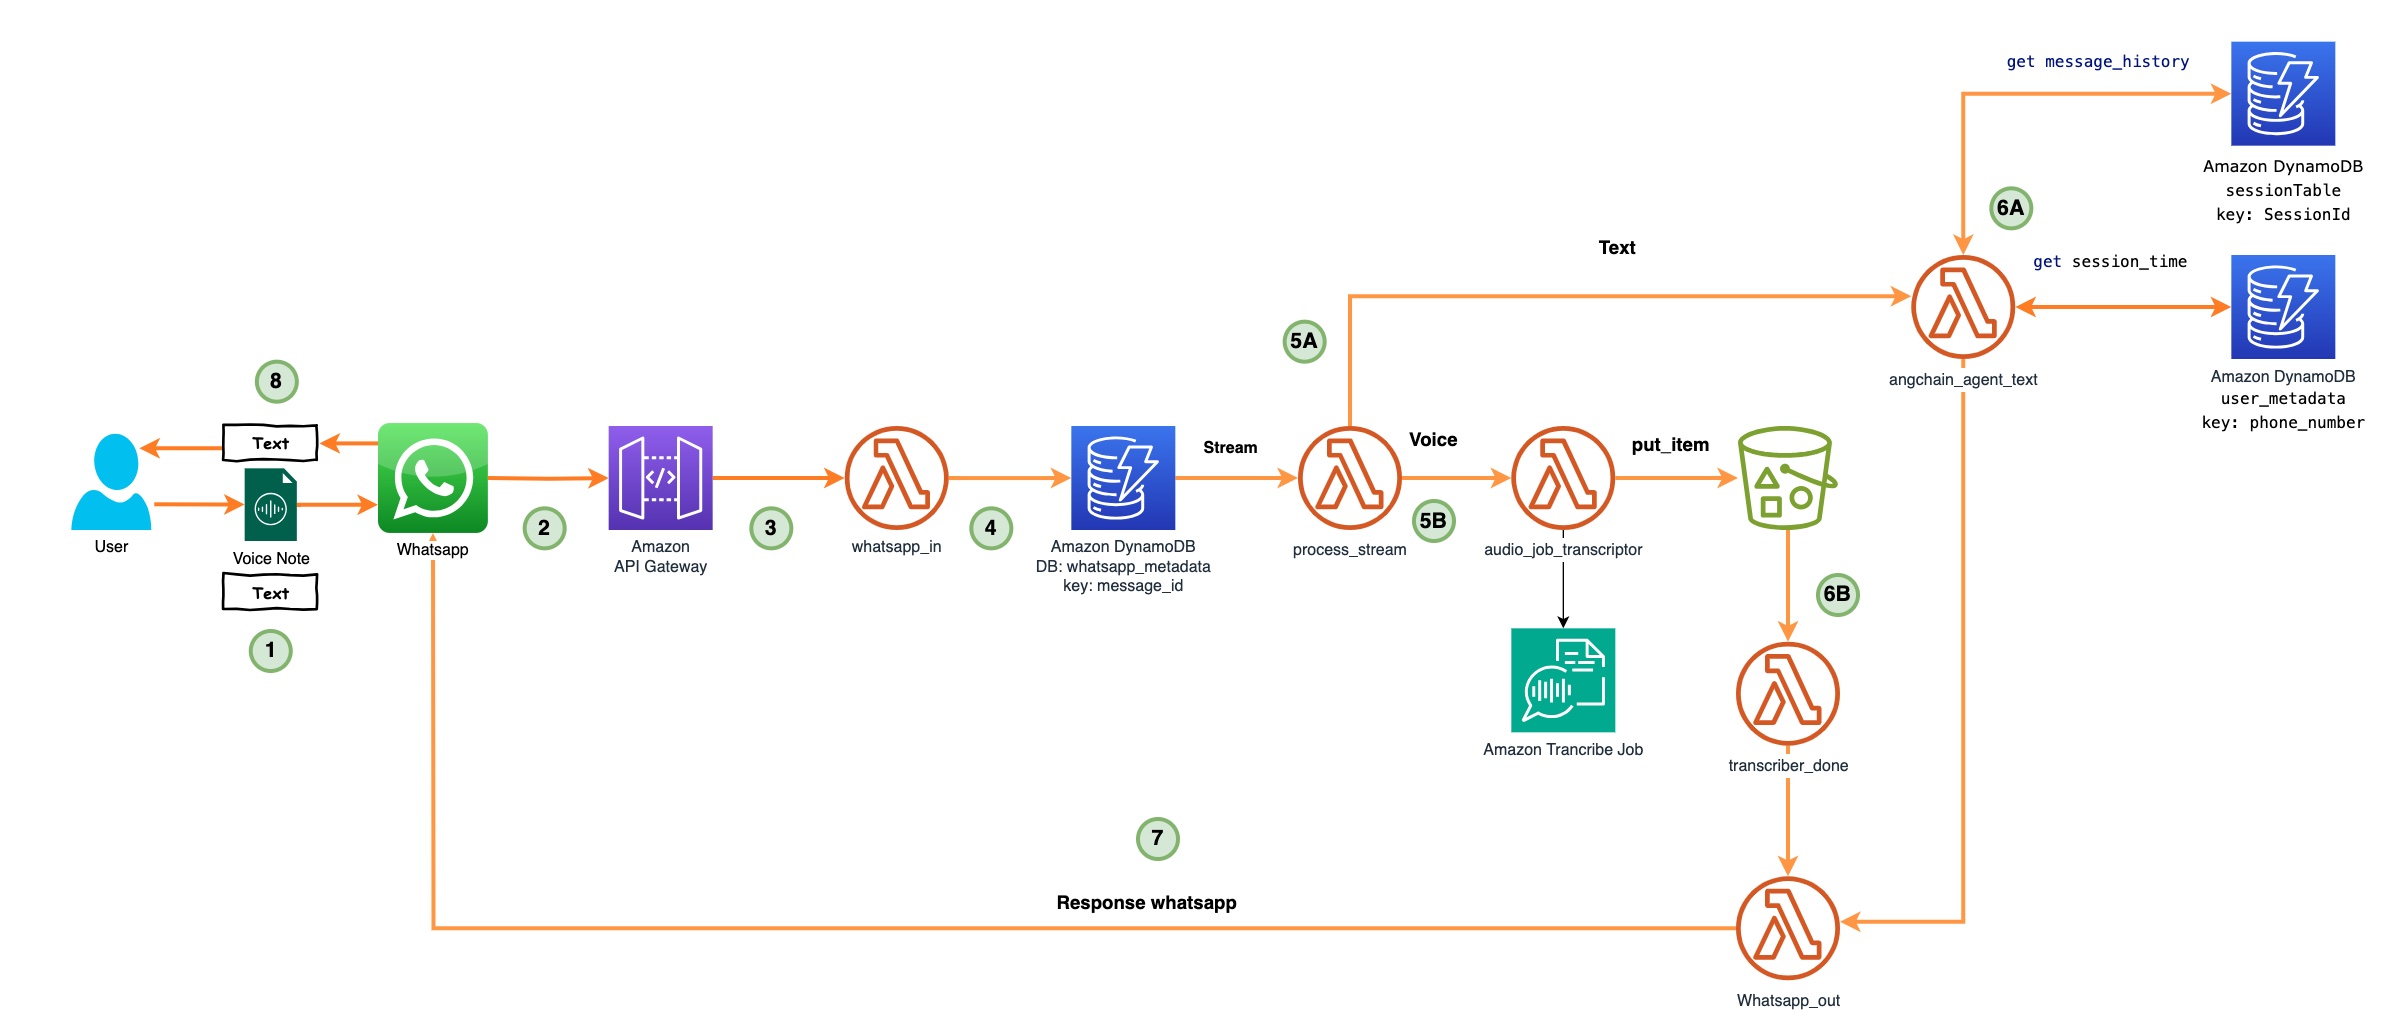 get message_history
Amazon DynamoDB
sessionTable
key: SessionId
6A
Text
get session_time
5A
Amazon DynamoDB
user_metadata
key: phone_number
angchain_agent_text
8
Text
User
Voice Note
Text
1
Whatsapp
2
Amazon
API Gateway
3
whatsapp_in
4
Amazon DynamoDB
DB: whatsapp_metadata
key: message_id
Stream
process_stream
Voice
5B
audio_job_transcriptor
put_item
Amazon Trancribe Job
6B
transcriber_done
7
Response whatsapp
Whatsapp_out